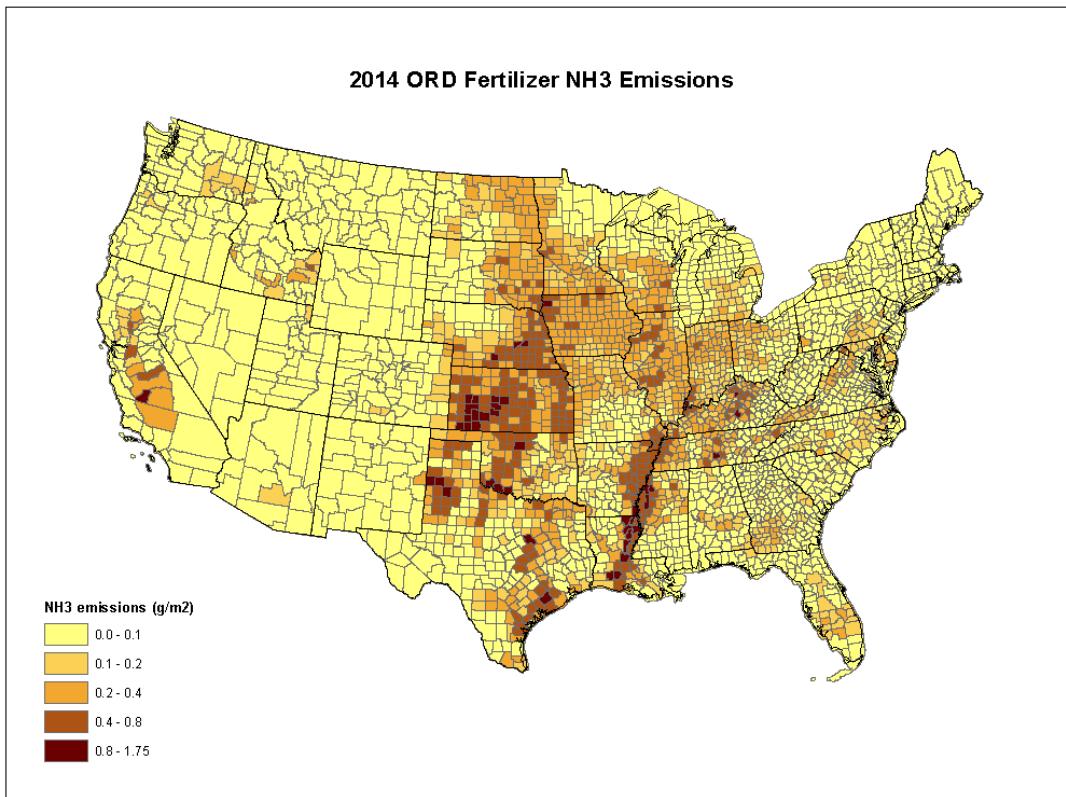 2014 ORD Fertilizer NH3 Emissions
NH3 emissions (g/m2)
0.0 - 0.1
0.1 - 0.2
0.2 - 0.4
0.4 - 0.8
0.8 - 1.75